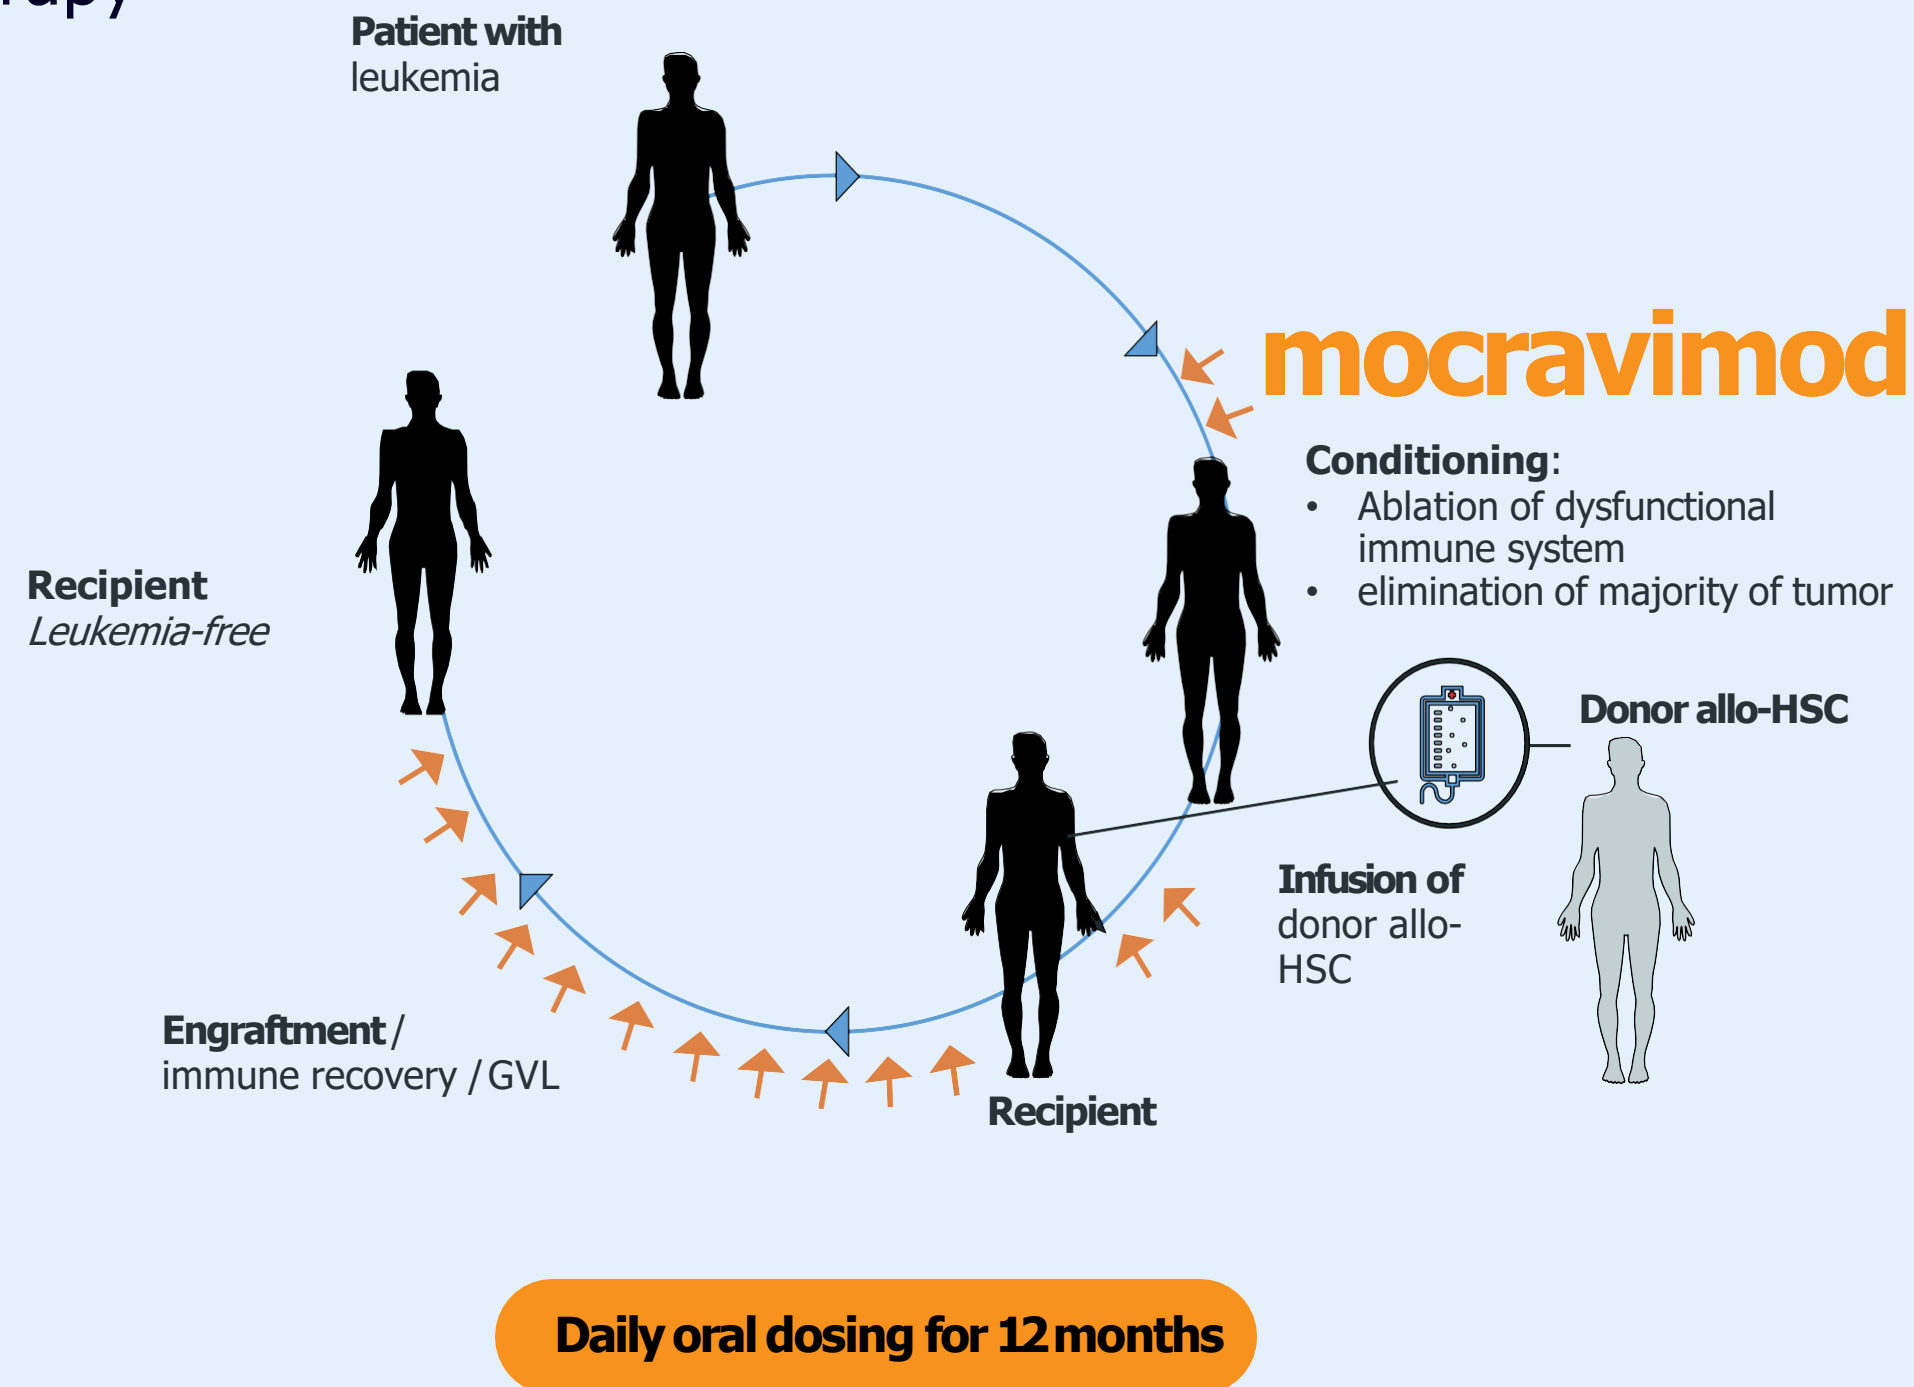 Patient with
leukemia
mocravimod
Conditioning:
• Ablation of dysfunctional
immune system
• elimination of majority of tumor
Recipient
Leukemia-free
Donor allo-HSC
Infusion of
donor allo-
HSC
Engraftment /
immune recovery / GVL
Recipient
Daily oral dosing for 12 months